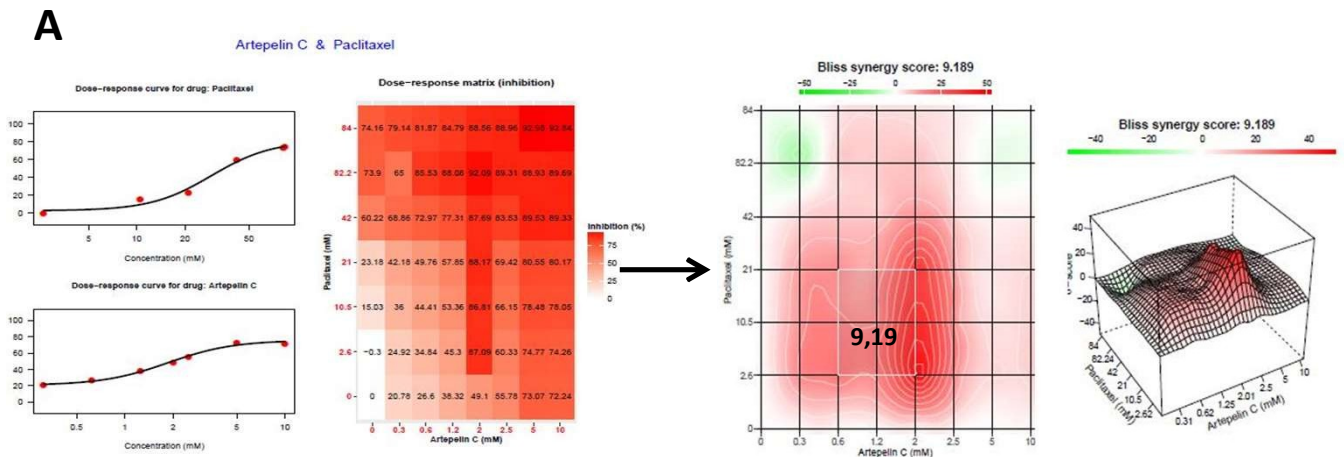 A
Artepelin C & Paclitaxel
Dose-response curve for drug: Paclitaxel
100
80
60
40
20
0
5 10 20 50
Concentration (mM)
Dose-response curve for drug: Artepelin C
100
80
60
40
20
0
0.5 1 2 5 10
Concentration (mM)
Dose-response matrix (inhibition)
Paclitaxel (mM)
84 74.16 79.14 81.87 84.79 88.56 88.96 92.98 92.84
82.2 73.9 65 85.53 88.08 92.09 89.31 88.93 89.69
42 60.22 68.86 72.97 77.31 87.69 83.53 89.53 89.33
21 23.18 42.18 49.76 57.85 88.17 69.42 80.55 80.17
10.5 15.03 36 44.41 53.36 86.81 66.15 78.48 78.05
2.6 −0.3 24.92 34.84 45.3 87.09 60.33 74.77 74.26
0 0 20.78 26.6 38.32 49.1 55.78 73.07 72.24
0 0.3 0.6 1.2 2 2.5 5 10
Artepelin C (mM)
Inhibition (%)
75
50
25
0
Bliss synergy score: 9.189
−50 −25 0 25 50
Paclitaxel (mM)
84
82.2
42
21
10.5
2.6
0
9,19
0 0.3 0.6 1.2 2 2.5 5 10
Artepelin C (mM)
Bliss synergy score: 9.189
−40 −20 0 20 40
40
20
0
−20
−40
84
82.24
42
21
10.5
2.62
Paclitaxel (mM)
0.31
0.62
1.25
2.01
2.5
5
10
Artepelin C (mM)